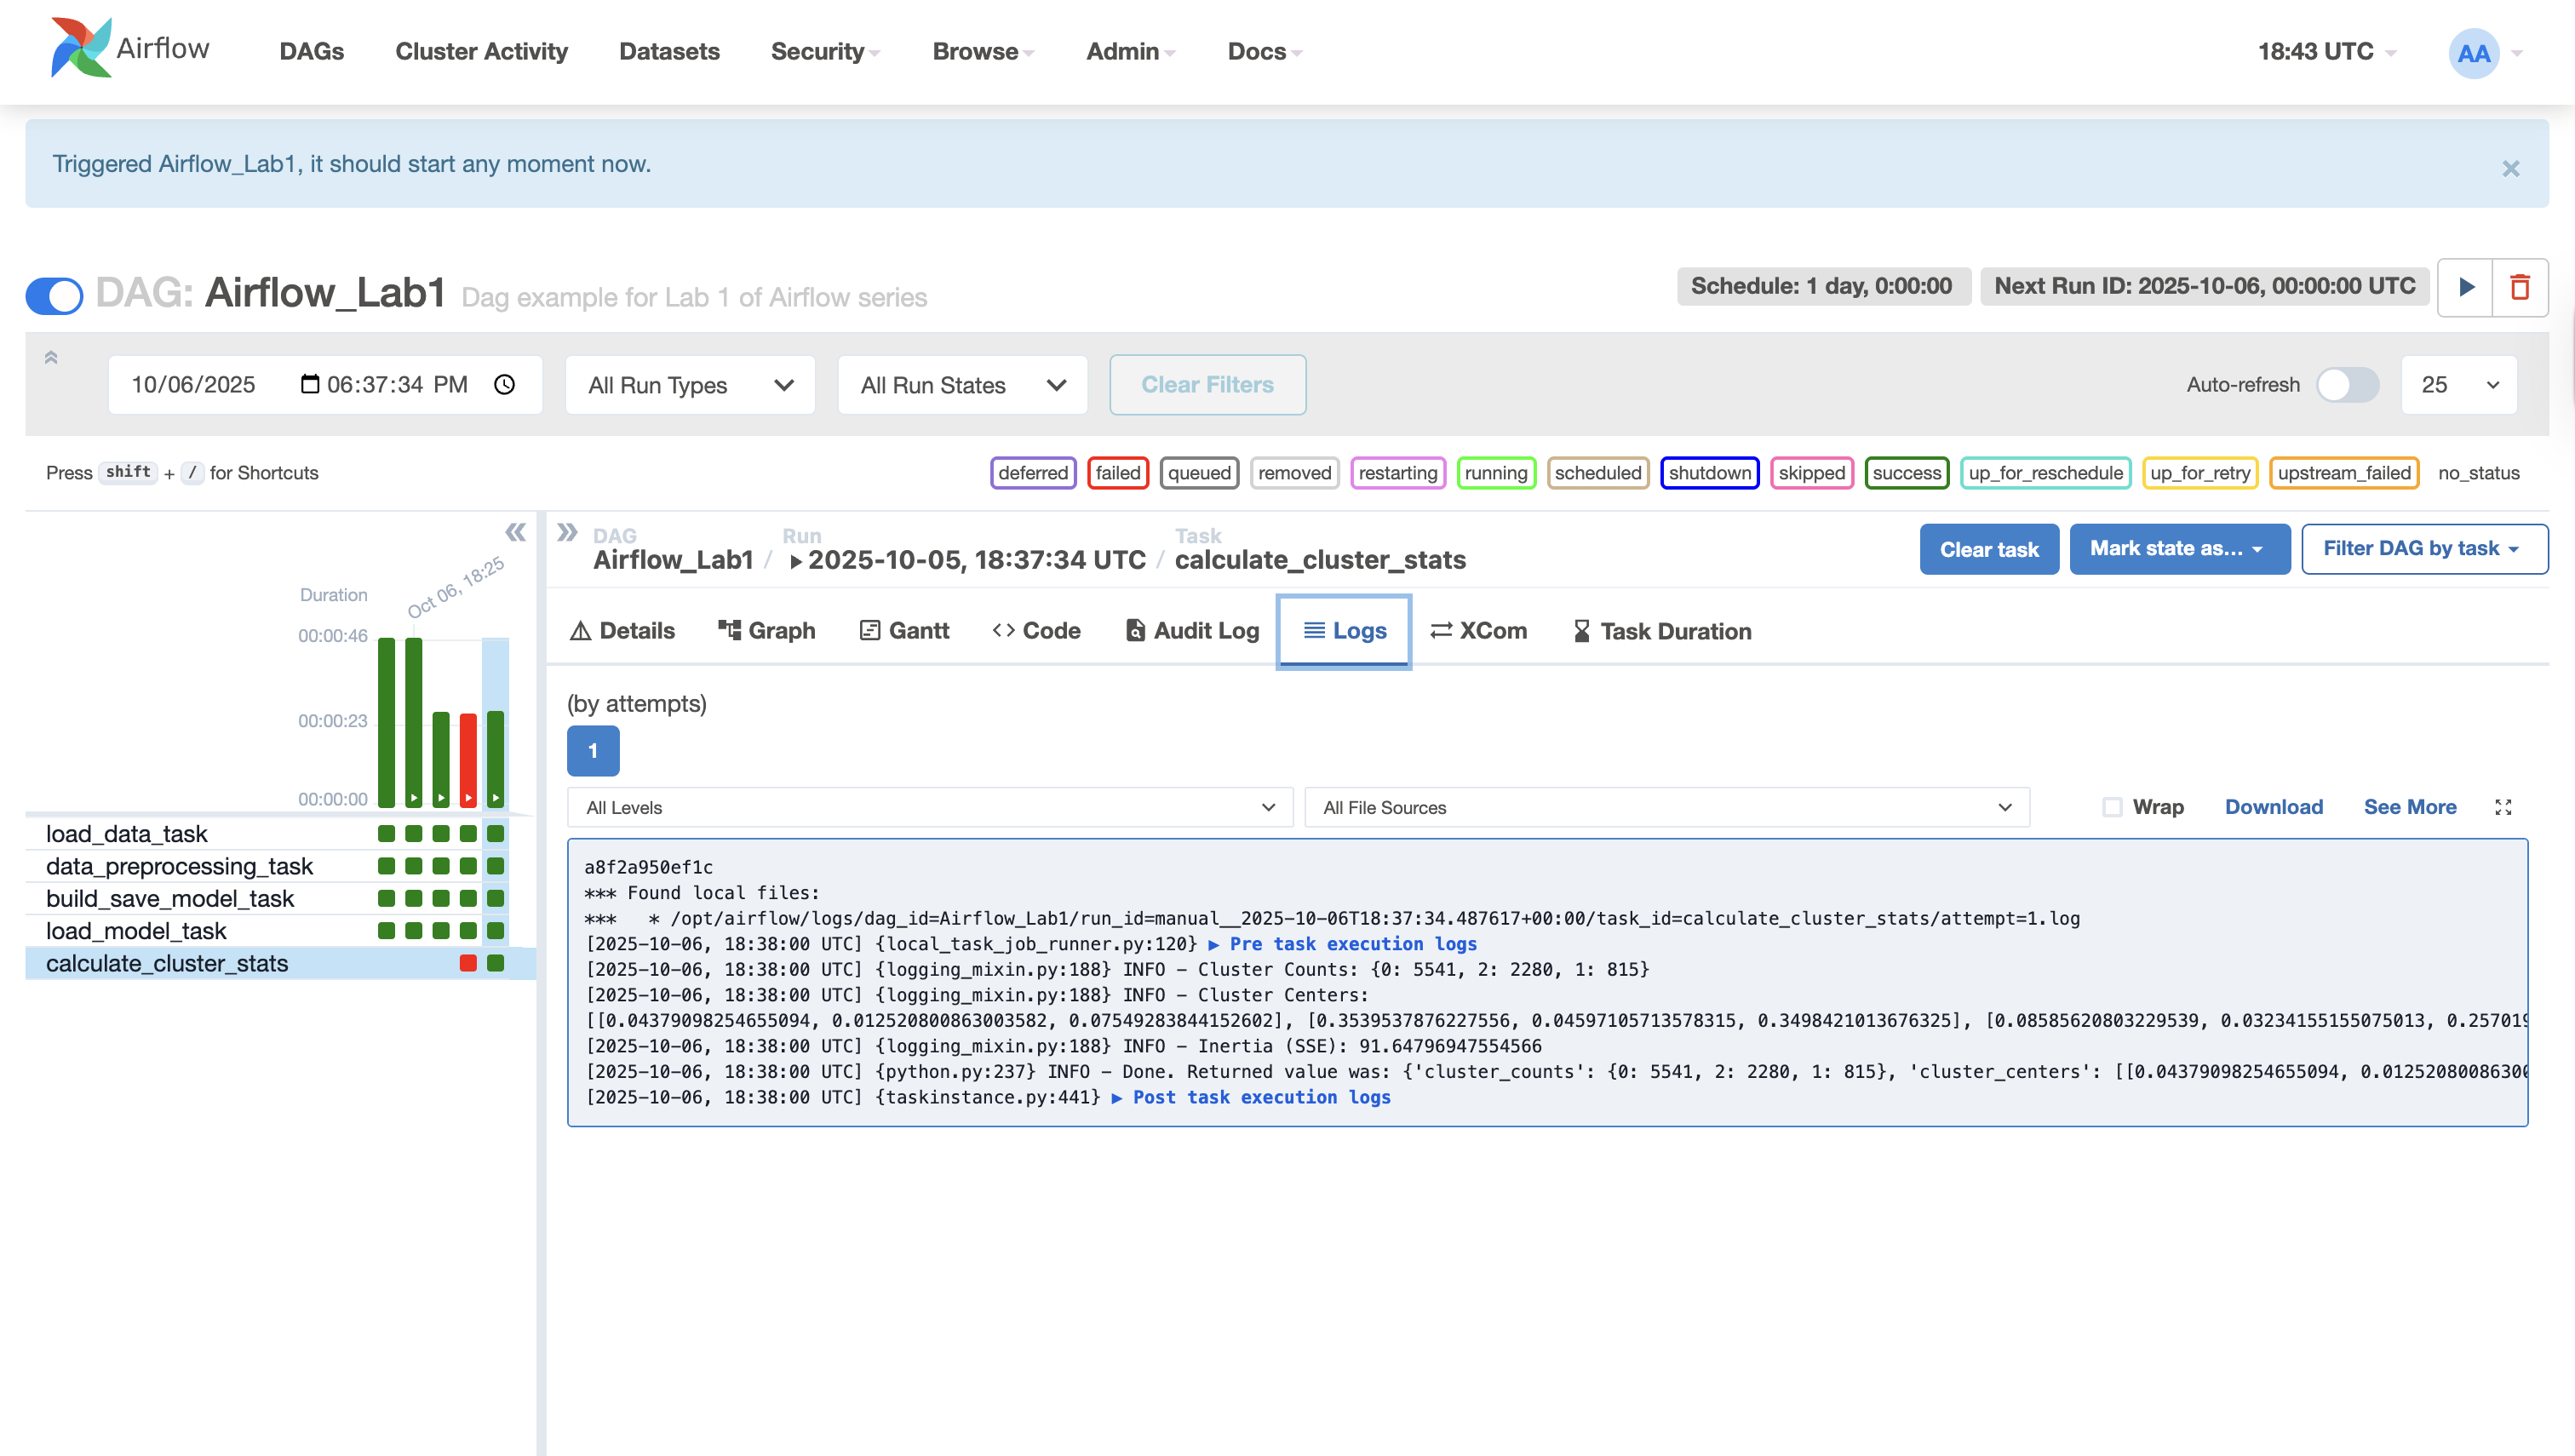 Airflow DAGs Cluster Activity Datasets Security Browse Admin Docs 18:43 UTC AA
Triggered Airflow_Lab1, it should start any moment now. ×
DAG: Airflow_Lab1 Dag example for Lab 1 of Airflow series Schedule: 1 day, 0:00:00 Next Run ID: 2025-10-06, 00:00:00 UTC
10/06/2025 06:37:34 PM All Run Types All Run States Clear Filters Auto-refresh 25
Press shift + / for Shortcuts deferred failed queued removed restarting running scheduled shutdown skipped success up_for_reschedule up_for_retry upstream_failed no_status
Duration
Oct 06, 18:25
00:00:46
00:00:23
00:00:00
load_data_task
data_preprocessing_task
build_save_model_task
load_model_task
calculate_cluster_stats
DAG Run Task
Airflow_Lab1 / 2025-10-05, 18:37:34 UTC / calculate_cluster_stats
Clear task Mark state as... Filter DAG by task
Details Graph Gantt Code Audit Log Logs XCom Task Duration
(by attempts)
1
All Levels All File Sources Wrap Download See More
a8f2a950ef1c
*** Found local files:
***   * /opt/airflow/logs/dag_id=Airflow_Lab1/run_id=manual__2025-10-06T18:37:34.487617+00:00/task_id=calculate_cluster_stats/attempt=1.log
[2025-10-06, 18:38:00 UTC] {local_task_job_runner.py:120} ▶ Pre task execution logs
[2025-10-06, 18:38:00 UTC] {logging_mixin.py:188} INFO – Cluster Counts: {0: 5541, 2: 2280, 1: 815}
[2025-10-06, 18:38:00 UTC] {logging_mixin.py:188} INFO – Cluster Centers:
[[0.04379098254655094, 0.012520800863003582, 0.07549283844152602], [0.3539537876227556, 0.04597105713578315, 0.3498421013676325], [0.08585620803229539, 0.03234155155075013, 0.257019
[2025-10-06, 18:38:00 UTC] {logging_mixin.py:188} INFO – Inertia (SSE): 91.64796947554566
[2025-10-06, 18:38:00 UTC] {python.py:237} INFO – Done. Returned value was: {'cluster_counts': {0: 5541, 2: 2280, 1: 815}, 'cluster_centers': [[0.04379098254655094, 0.0125208008630
[2025-10-06, 18:38:00 UTC] {taskinstance.py:441} ▶ Post task execution logs